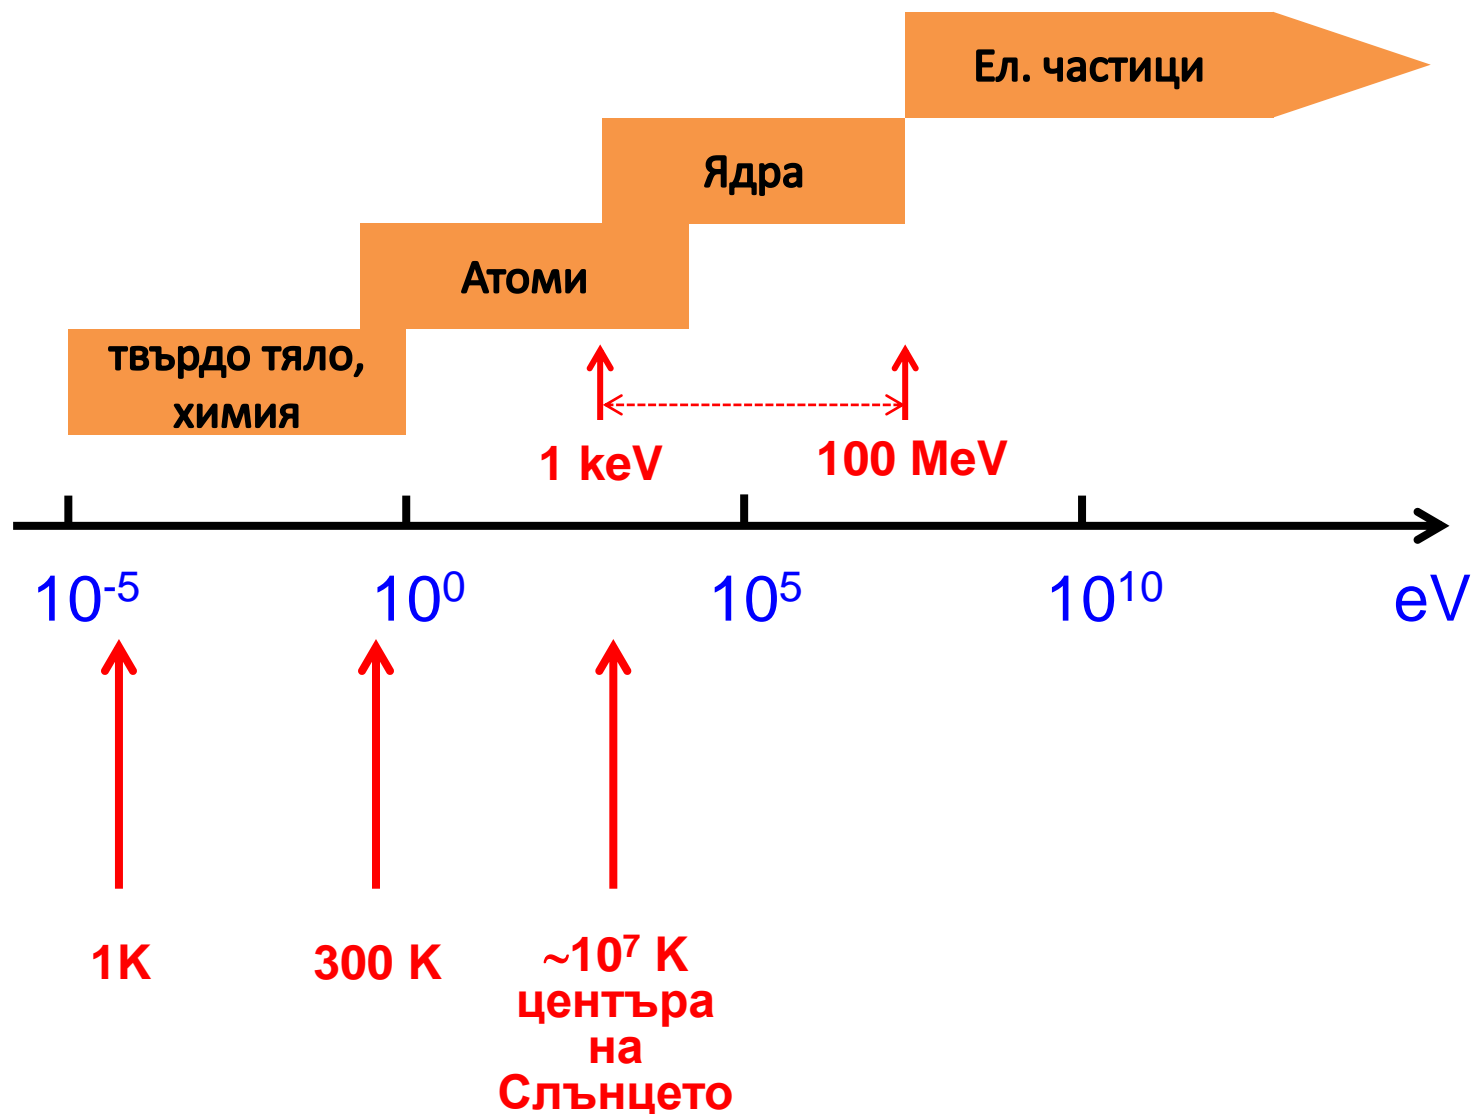 Ел. частици
Ядра
Атоми
твърдо тяло,
химия
1 keV
100 MeV
10⁻⁵
10⁰
10⁵
10¹⁰
eV
1K
300 K
~10⁷ K
центъра
на
Слънцето